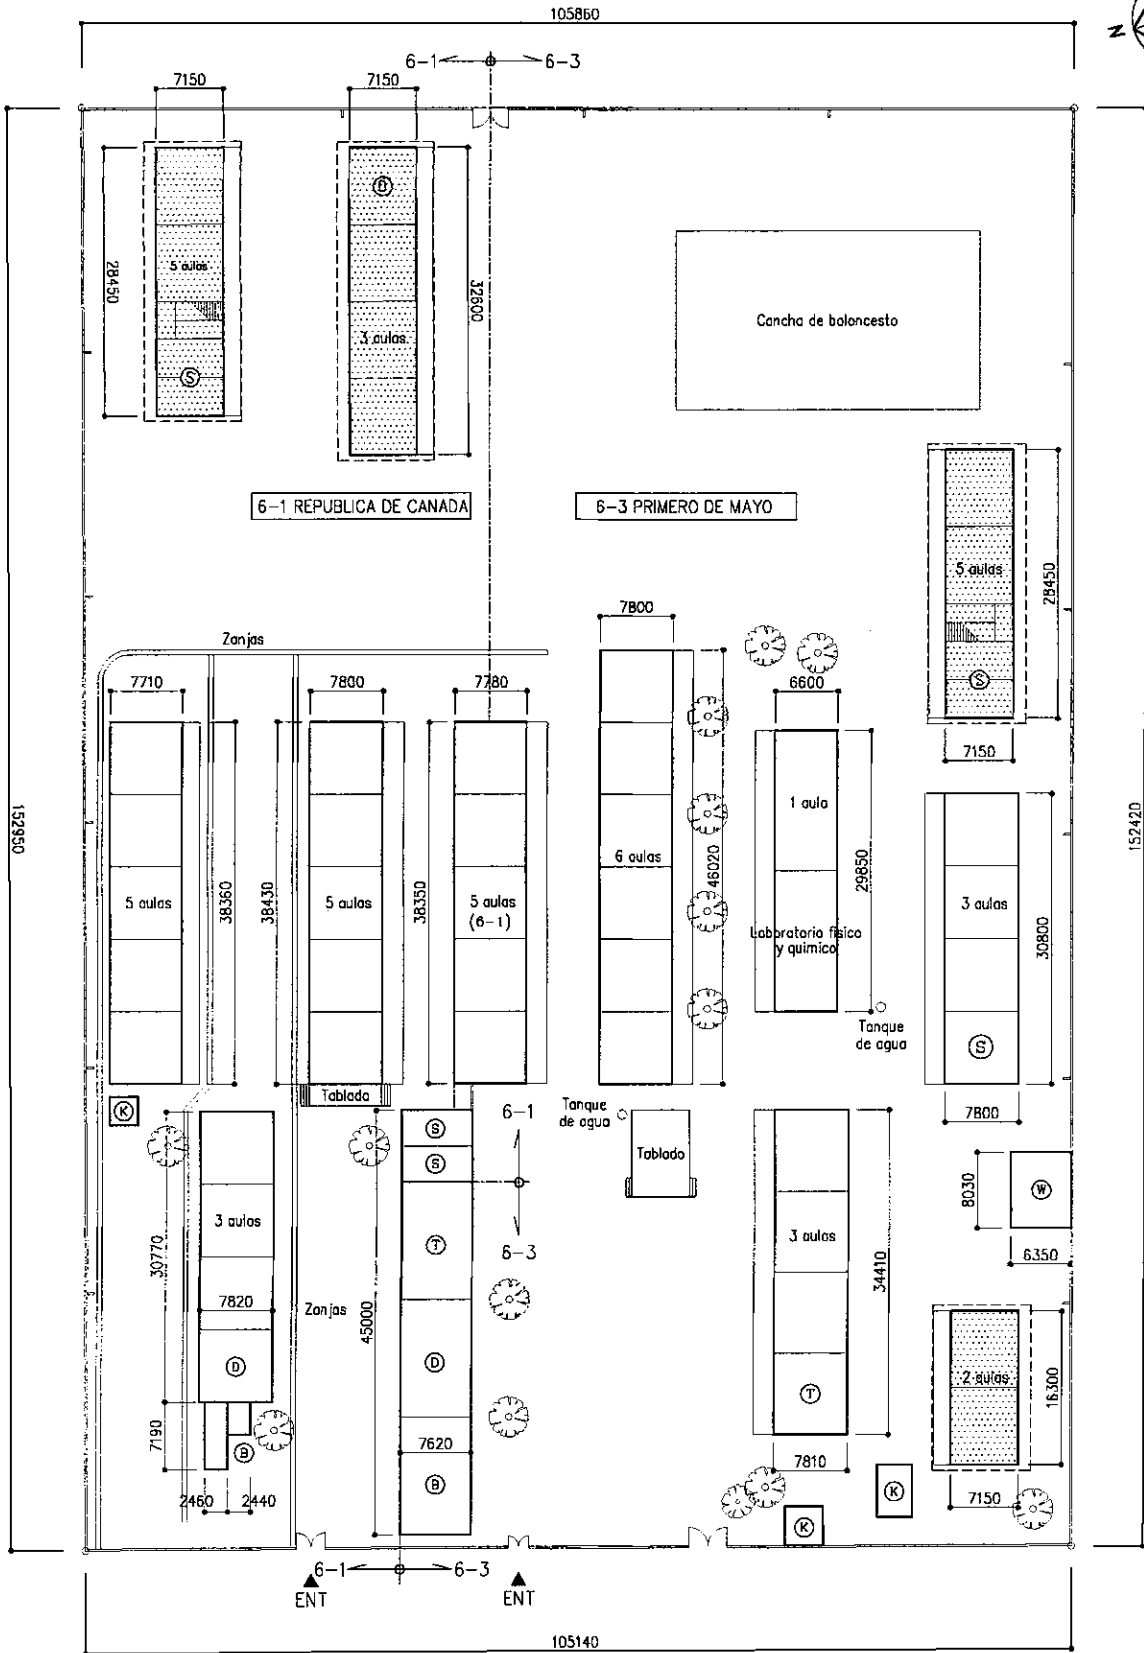 105860
N
6-1
6-3
7150
7150
28450
5 aulas
S
D
3 aulas
32600
Cancha de baloncesto
6-1 REPUBLICA DE CANADA
6-3 PRIMERO DE MAYO
5 aulas
S
28450
7150
Zanjas
7710
7800
7780
7800
6600
152950
152420
5 aulas
38360
38430
5 aulas
38350
5 aulas
(6-1)
6 aulas
46020
1 aula
29850
Laboratorio fisico
y quimico
3 aulas
30800
S
7800
Tanque
de agua
K
Tablado
Tanque
de agua
Tablado
6-1
6-3
S
S
T
D
B
3 aulas
30770
7820
D
7190
B
2460
2440
Zanjas
45000
7620
3 aulas
34410
T
7810
8030
W
6350
2 aulas
16300
7150
K
K
6-1
6-3
ENT
ENT
105140